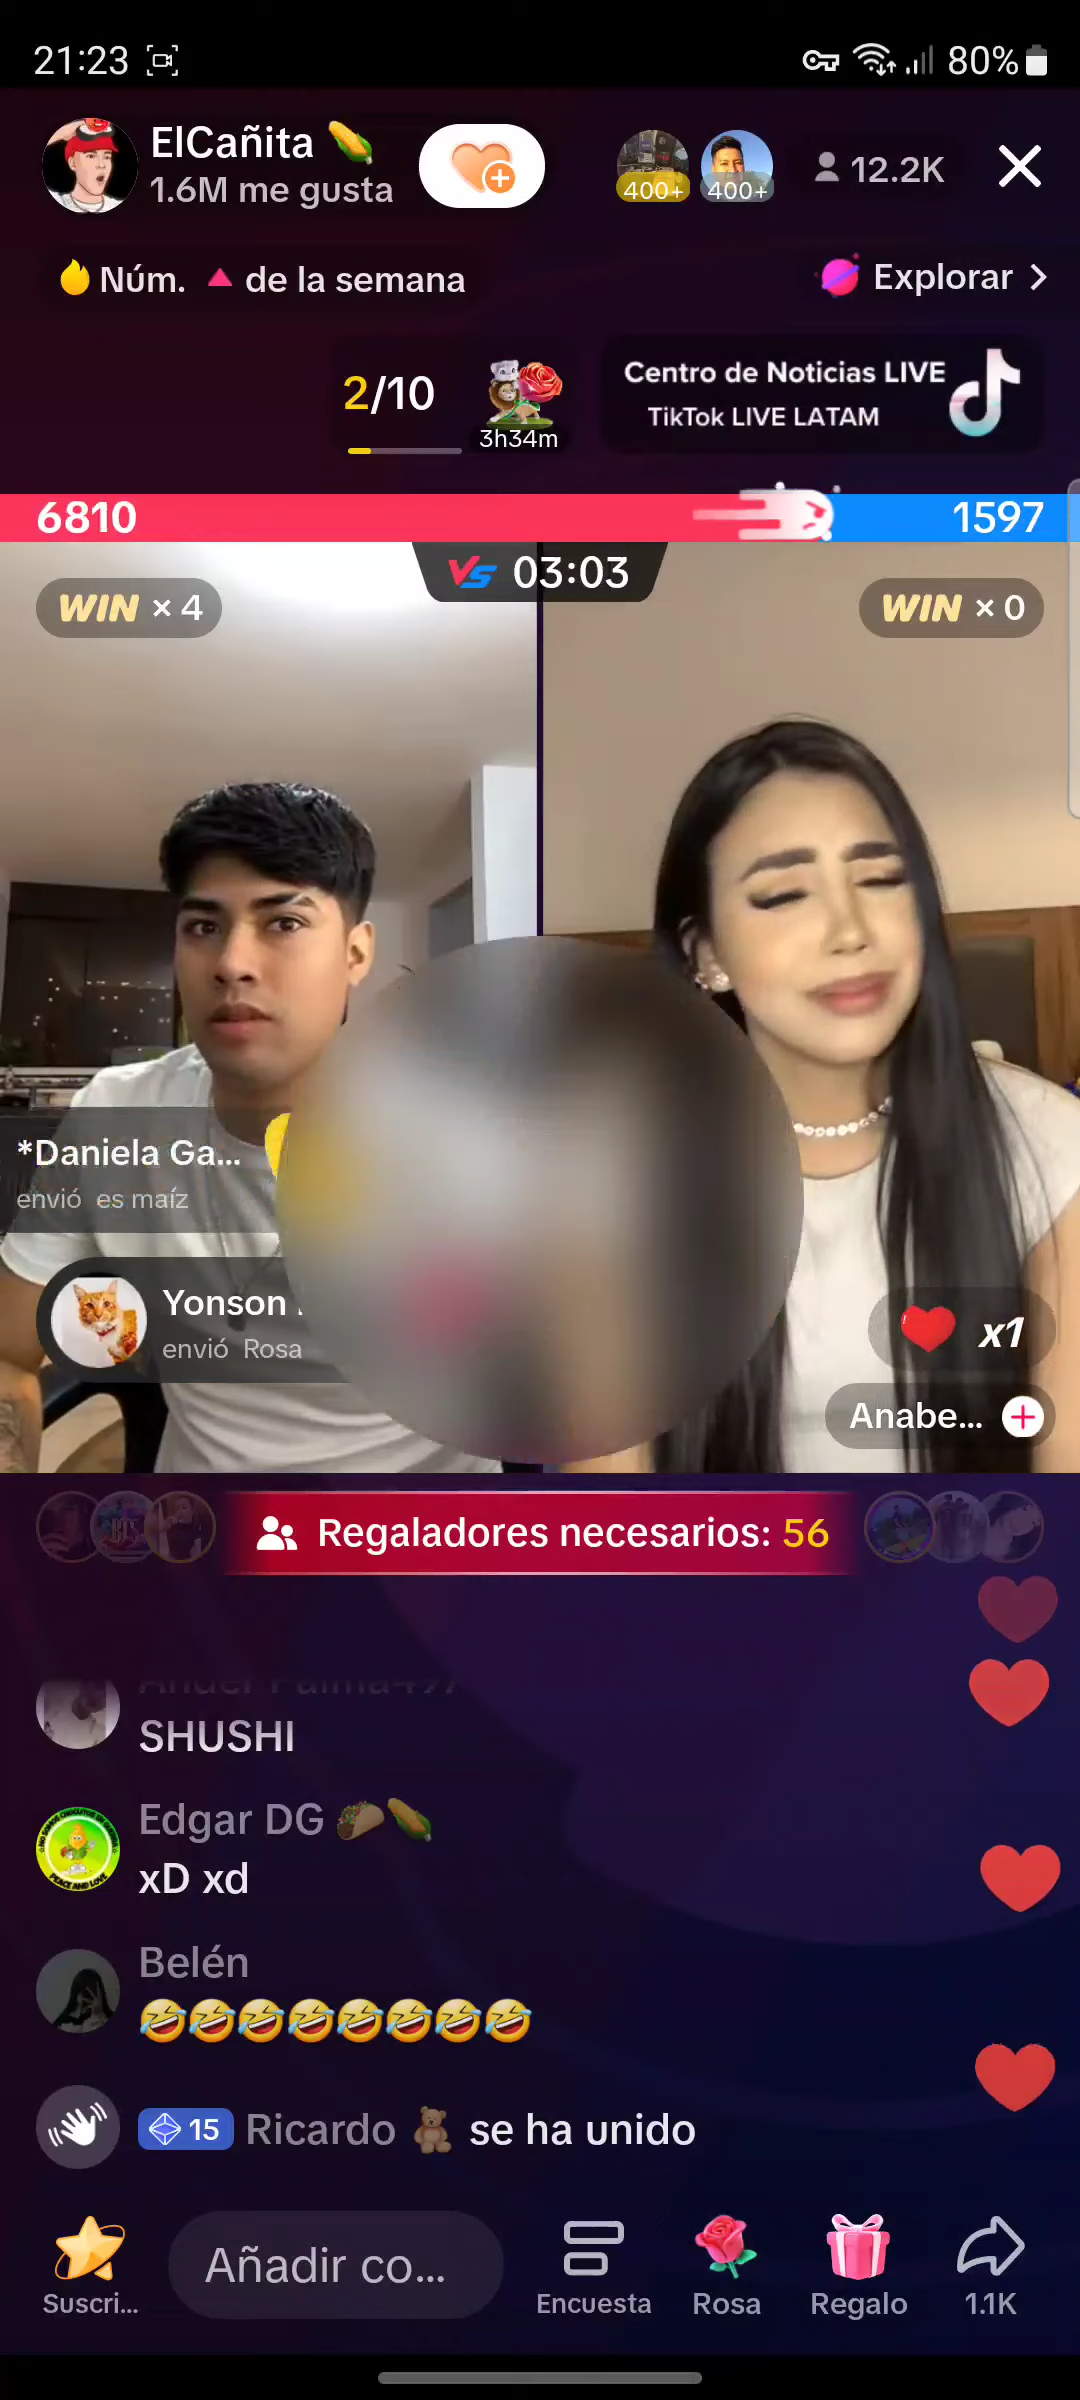 21:23
80%
ElCañita 🌽
1.6M me gusta
400+
400+
12.2K
Núm. de la semana
Explorar
2/10
3h34m
Centro de Noticias LIVE
TikTok LIVE LATAM
6810
1597
VS 03:03
WIN × 4
WIN × 0
*Daniela Ga...
envió es maíz
Yonson
envió Rosa
x1
Anabe...
Regaladores necesarios: 56
SHUSHI
Edgar DG 🌮🌽
xD xd
Belén
🤣🤣🤣🤣🤣🤣🤣🤣
15 Ricardo 🧸 se ha unido
Suscri...
Añadir co...
Encuesta
Rosa
Regalo
1.1K